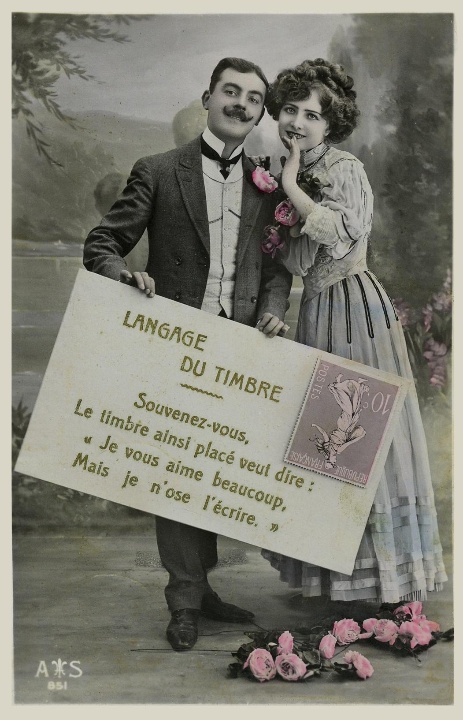 LANGAGE
DU TIMBRE
Souvenez-vous,
Le timbre ainsi placé veut dire :
« Je vous aime beaucoup,
Mais je n'ose l'écrire. »
10c POSTES
RÉPUBLIQUE FRANÇAISE
A S
851